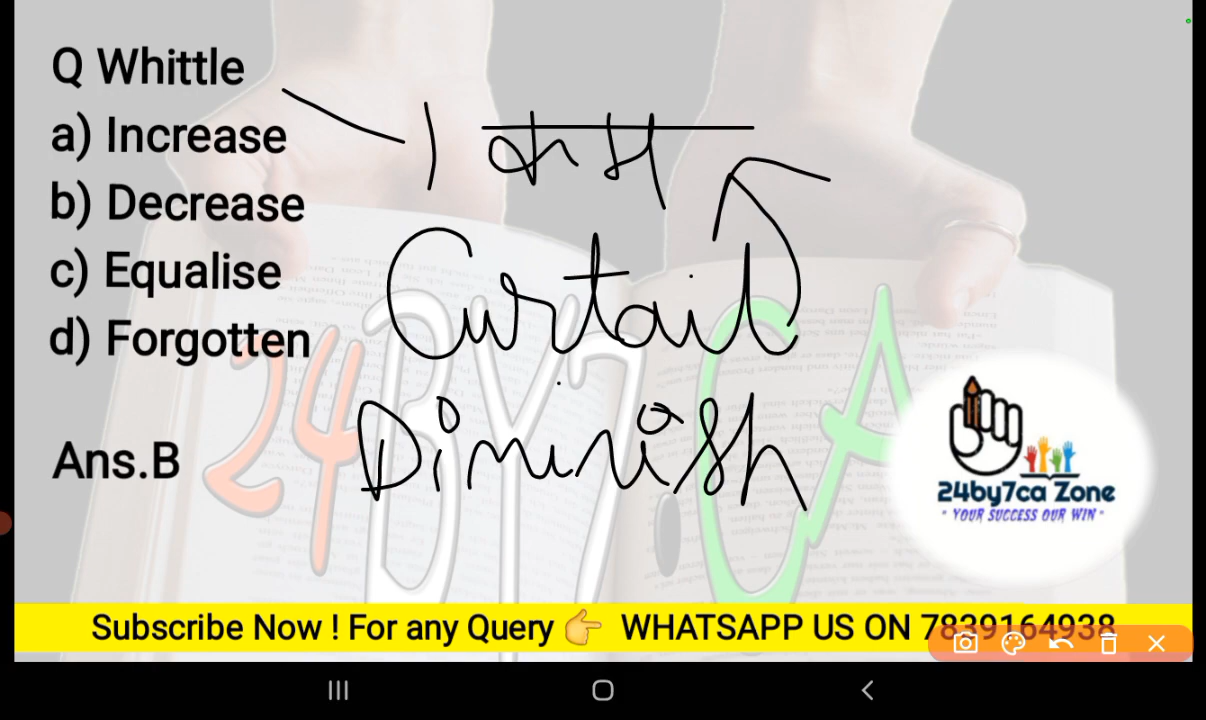 Q Whittle
a) Increase
b) Decrease
c) Equalise
d) Forgotten
Ans.B
कम
Curtail
Diminish
24BY7CA
24by7ca Zone
" YOUR SUCCESS OUR WIN "
Subscribe Now ! For any Query 👉 WHATSAPP US ON 7839164938